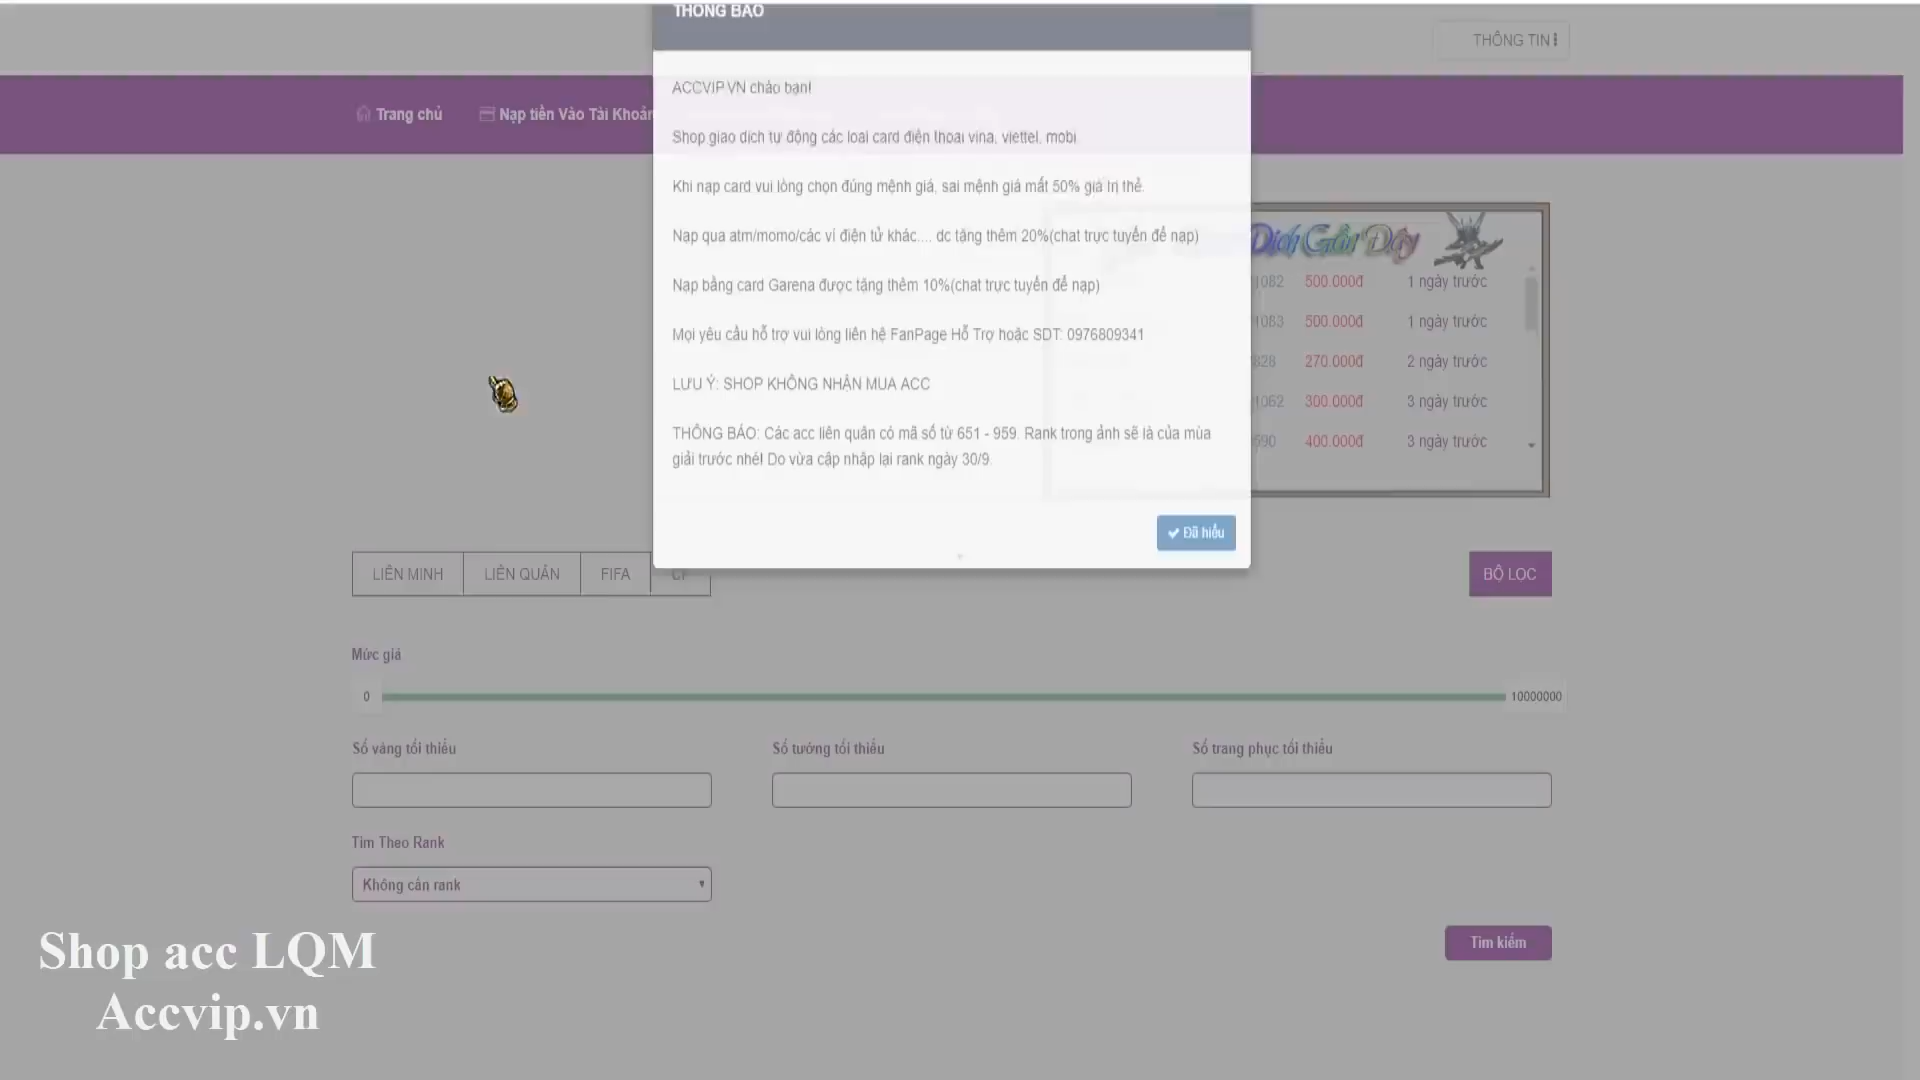 THÔNG BÁO
THÔNG TIN
Trang chủ
Nạp tiền Vào Tài Khoản
ACCVIP.VN chào bạn!
Shop giao dịch tự động các loại card điện thoại vina, viettel, mobi.
Khi nạp card vui lòng chọn đúng mệnh giá, sai mệnh giá mất 50% giá trị thẻ.
Nạp qua atm/momo/các ví điện tử khác.... dc tặng thêm 20%(chat trực tuyến để nạp)
Nạp bằng card Garena được tặng thêm 10%(chat trực tuyến để nạp)
Mọi yêu cầu hỗ trợ vui lòng liên hệ FanPage Hỗ Trợ hoặc SDT: 0976809341
LƯU Ý: SHOP KHÔNG NHẬN MUA ACC
THÔNG BÁO: Các acc liên quân có mã số từ 651 - 959. Rank trong ảnh sẽ là của mùa
giải trước nhé! Do vừa cập nhập lại rank ngày 30/9.
Đã hiểu
Dịch Gần Đây
1082 500.000đ 1 ngày trước
1083 500.000đ 1 ngày trước
828 270.000đ 2 ngày trước
1062 300.000đ 3 ngày trước
590 400.000đ 3 ngày trước
LIÊN MINH LIÊN QUÂN FIFA CF
BỘ LỌC
Mức giá
0 10000000
Số vàng tối thiểu Số tướng tối thiểu Số trang phục tối thiểu
Tìm Theo Rank
Không cần rank
Tìm kiếm
Shop acc LQM
Accvip.vn